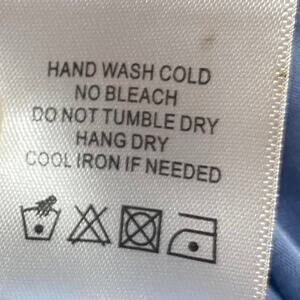 HAND WASH COLD
NO BLEACH
DO NOT TUMBLE DRY
HANG DRY
COOL IRON IF NEEDED